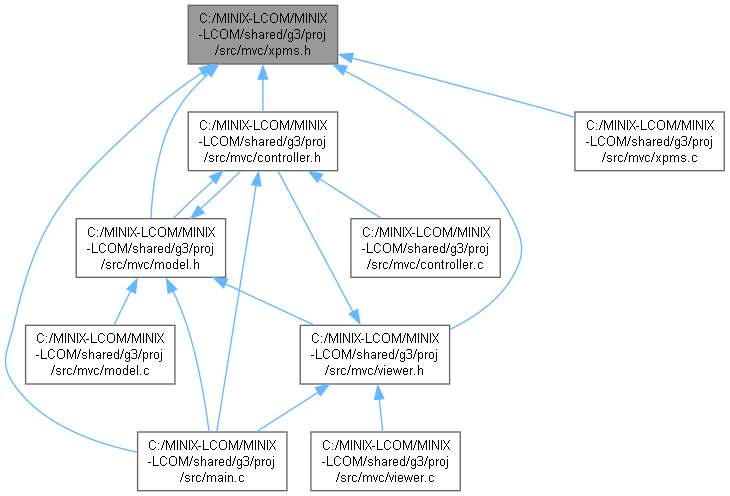 C:/MINIX-LCOM/MINIX
-LCOM/shared/g3/proj
/src/mvc/xpms.h
C:/MINIX-LCOM/MINIX
-LCOM/shared/g3/proj
/src/mvc/controller.h
C:/MINIX-LCOM/MINIX
-LCOM/shared/g3/proj
/src/mvc/xpms.c
C:/MINIX-LCOM/MINIX
-LCOM/shared/g3/proj
/src/mvc/model.h
C:/MINIX-LCOM/MINIX
-LCOM/shared/g3/proj
/src/mvc/controller.c
C:/MINIX-LCOM/MINIX
-LCOM/shared/g3/proj
/src/mvc/model.c
C:/MINIX-LCOM/MINIX
-LCOM/shared/g3/proj
/src/mvc/viewer.h
C:/MINIX-LCOM/MINIX
-LCOM/shared/g3/proj
/src/main.c
C:/MINIX-LCOM/MINIX
-LCOM/shared/g3/proj
/src/mvc/viewer.c